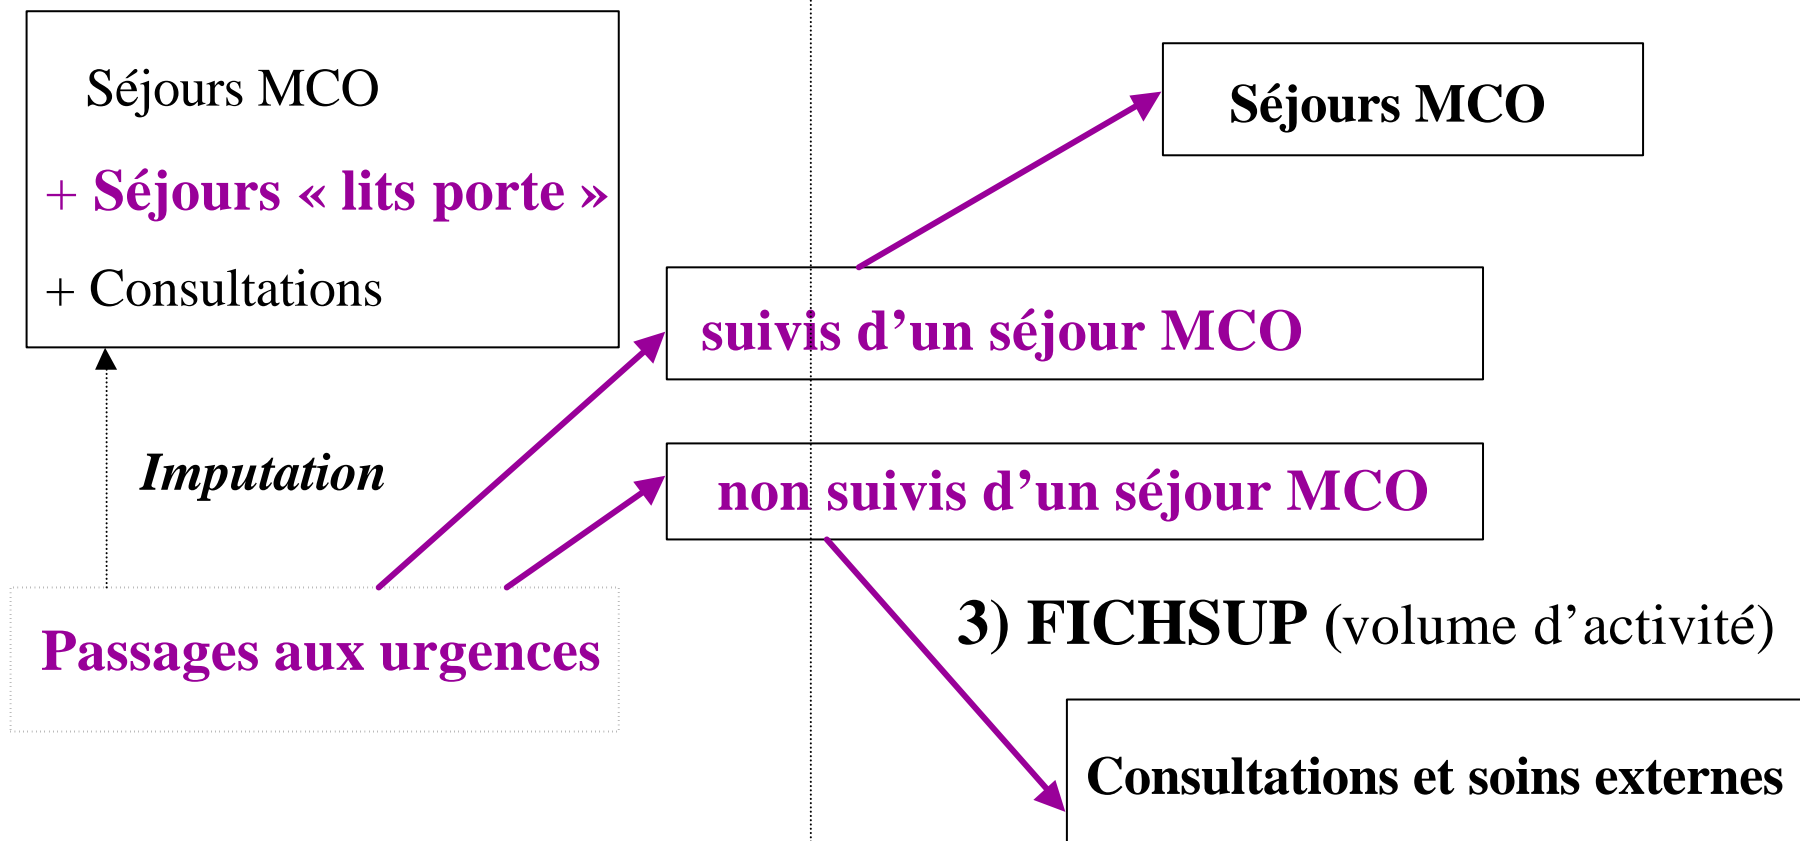 Séjours MCO
+ Séjours « lits porte »
+ Consultations
Séjours MCO
suivis d’un séjour MCO
Imputation
non suivis d’un séjour MCO
Passages aux urgences
3) FICHSUP (volume d’activité)
Consultations et soins externes